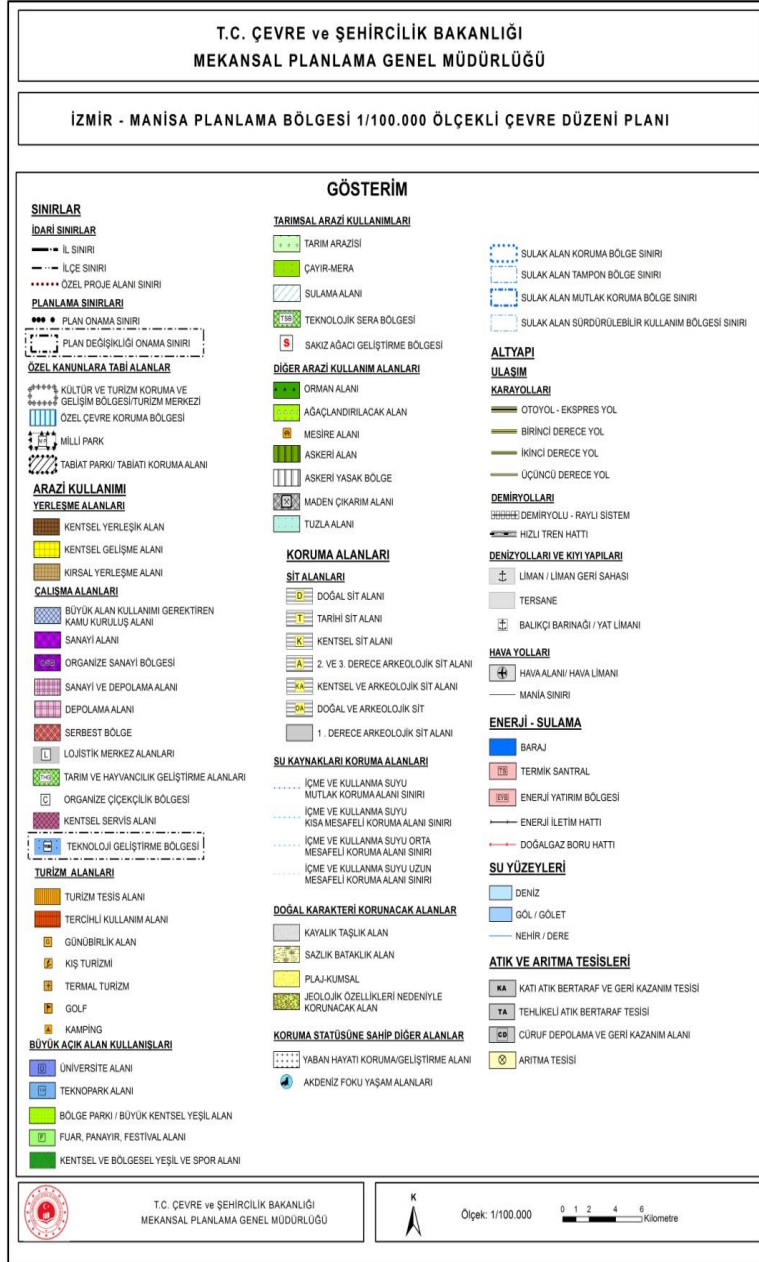 T.C. ÇEVRE ve ŞEHİRCİLİK BAKANLIĞI
MEKANSAL PLANLAMA GENEL MÜDÜRLÜĞÜ
İZMİR - MANİSA PLANLAMA BÖLGESİ 1/100.000 ÖLÇEKLİ ÇEVRE DÜZENİ PLANI
GÖSTERİM
SINIRLAR
İDARİ SINIRLAR
İL SINIRI
İLÇE SINIRI
ÖZEL PROJE ALANI SINIRI
PLANLAMA SINIRLARI
PLAN ONAMA SINIRI
PLAN DEĞİŞİKLİĞİ ONAMA SINIRI
ÖZEL KANUNLARA TABİ ALANLAR
KÜLTÜR VE TURİZM KORUMA VE
GELİŞİM BÖLGESİ/TURİZM MERKEZİ
ÖZEL ÇEVRE KORUMA BÖLGESİ
MİLLİ PARK
TABİAT PARKI/ TABİATI KORUMA ALANI
ARAZİ KULLANIMI
YERLEŞME ALANLARI
KENTSEL YERLEŞİK ALAN
KENTSEL GELİŞME ALANI
KIRSAL YERLEŞME ALANI
ÇALIŞMA ALANLARI
BÜYÜK ALAN KULLANIMI GEREKTİREN
KAMU KURULUŞ ALANI
SANAYİ ALANI
ORGANİZE SANAYİ BÖLGESİ
SANAYİ VE DEPOLAMA ALANI
DEPOLAMA ALANI
SERBEST BÖLGE
L LOJİSTİK MERKEZ ALANLARI
THG TARIM VE HAYVANCILIK GELİŞTİRME ALANLARI
Ç ORGANİZE ÇİÇEKÇİLİK BÖLGESİ
KENTSEL SERVİS ALANI
TEKNOLOJİ GELİŞTİRME BÖLGESİ
TURİZM ALANLARI
TURİZM TESİS ALANI
TERCİHLİ KULLANIM ALANI
G GÜNÜBİRLİK ALAN
KIŞ TURİZMİ
TERMAL TURİZM
GOLF
KAMPİNG
BÜYÜK AÇIK ALAN KULLANIŞLARI
Ü ÜNİVERSİTE ALANI
TEKNOPARK ALANI
BÖLGE PARKI / BÜYÜK KENTSEL YEŞİL ALAN
F FUAR, PANAYIR, FESTİVAL ALANI
KENTSEL VE BÖLGESEL YEŞİL VE SPOR ALANI
TARIMSAL ARAZİ KULLANIMLARI
TARIM ARAZİSİ
ÇAYIR-MERA
SULAMA ALANI
TSB TEKNOLOJİK SERA BÖLGESİ
S SAKIZ AĞACI GELİŞTİRME BÖLGESİ
DİĞER ARAZİ KULLANIM ALANLARI
ORMAN ALANI
AĞAÇLANDIRILACAK ALAN
MESİRE ALANI
ASKERİ ALAN
ASKERİ YASAK BÖLGE
MADEN ÇIKARIM ALANI
TUZLA ALANI
KORUMA ALANLARI
SİT ALANLARI
D DOĞAL SİT ALANI
T TARİHİ SİT ALANI
K KENTSEL SİT ALANI
A 2. VE 3. DERECE ARKEOLOJİK SİT ALANI
KA KENTSEL VE ARKEOLOJİK SİT ALANI
DA DOĞAL VE ARKEOLOJİK SİT
1 . DERECE ARKEOLOJİK SİT ALANI
SU KAYNAKLARI KORUMA ALANLARI
İÇME VE KULLANMA SUYU
MUTLAK KORUMA ALANI SINIRI
İÇME VE KULLANMA SUYU
KISA MESAFELİ KORUMA ALANI SINIRI
İÇME VE KULLANMA SUYU ORTA
MESAFELİ KORUMA ALANI SINIRI
İÇME VE KULLANMA SUYU UZUN
MESAFELİ KORUMA ALANI SINIRI
DOĞAL KARAKTERİ KORUNACAK ALANLAR
KAYALIK TAŞLIK ALAN
SAZLIK BATAKLIK ALAN
PLAJ-KUMSAL
JEOLOJİK ÖZELLİKLERİ NEDENİYLE
KORUNACAK ALAN
KORUMA STATÜSÜNE SAHİP DİĞER ALANLAR
YABAN HAYATI KORUMA/GELİŞTİRME ALANI
AKDENİZ FOKU YAŞAM ALANLARI
SULAK ALAN KORUMA BÖLGE SINIRI
SULAK ALAN TAMPON BÖLGE SINIRI
SULAK ALAN MUTLAK KORUMA BÖLGE SINIRI
SULAK ALAN SÜRDÜRÜLEBİLİR KULLANIM BÖLGESİ SINIRI
ALTYAPI
ULAŞIM
KARAYOLLARI
OTOYOL - EKSPRES YOL
BİRİNCİ DERECE YOL
İKİNCİ DERECE YOL
ÜÇÜNCÜ DERECE YOL
DEMİRYOLLARI
DEMİRYOLU - RAYLI SİSTEM
HIZLI TREN HATTI
DENİZYOLLARI VE KIYI YAPILARI
LİMAN / LİMAN GERİ SAHASI
TERSANE
BALIKÇI BARINAĞI / YAT LİMANI
HAVA YOLLARI
HAVA ALANI/ HAVA LİMANI
MANİA SINIRI
ENERJİ - SULAMA
BARAJ
TS TERMİK SANTRAL
EYB ENERJİ YATIRIM BÖLGESİ
ENERJİ İLETİM HATTI
DOĞALGAZ BORU HATTI
SU YÜZEYLERİ
DENİZ
GÖL / GÖLET
NEHİR / DERE
ATIK VE ARITMA TESİSLERİ
KA KATI ATIK BERTARAF VE GERİ KAZANIM TESİSİ
TA TEHLİKELİ ATIK BERTARAF TESİSİ
CD CÜRUF DEPOLAMA VE GERİ KAZANIM ALANI
ARITMA TESİSİ
T.C. ÇEVRE ve ŞEHİRCİLİK BAKANLIĞI
MEKANSAL PLANLAMA GENEL MÜDÜRLÜĞÜ
K
Ölçek: 1/100.000
0 1 2 4 6
Kilometre